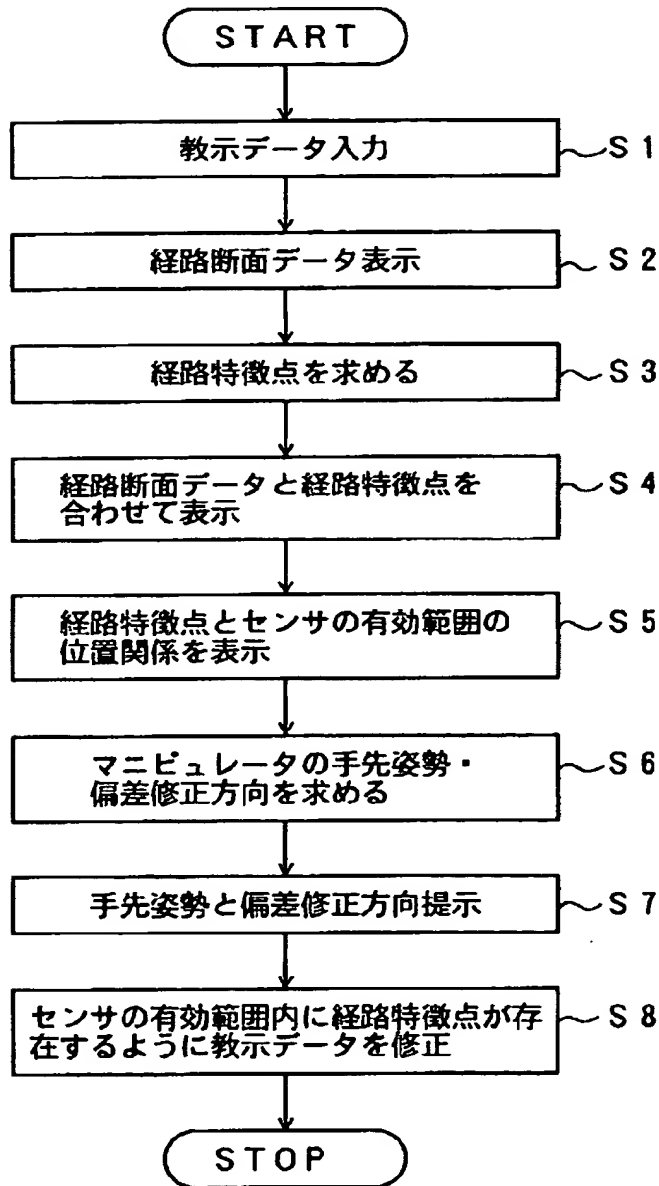 START
教示データ入力 S1
経路断面データ表示 S2
経路特徴点を求める S3
経路断面データと経路特徴点を
合わせて表示 S4
経路特徴点とセンサの有効範囲の
位置関係を表示 S5
マニピュレータの手先姿勢・
偏差修正方向を求める S6
手先姿勢と偏差修正方向提示 S7
センサの有効範囲内に経路特徴点が存
在するように教示データを修正 S8
STOP